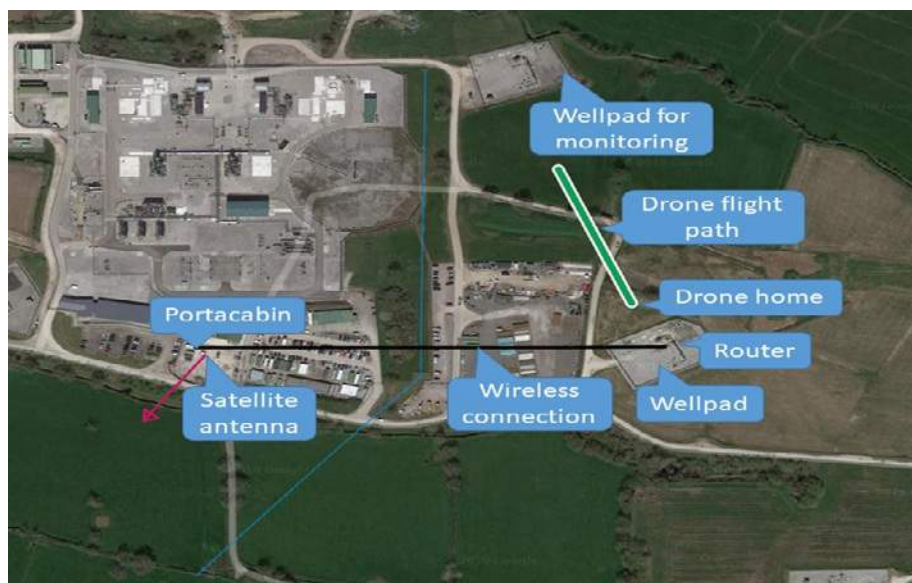 Wellpad for
monitoring
Drone flight
path
Drone home
Portacabin
Router
Satellite
antenna
Wireless
connection
Wellpad